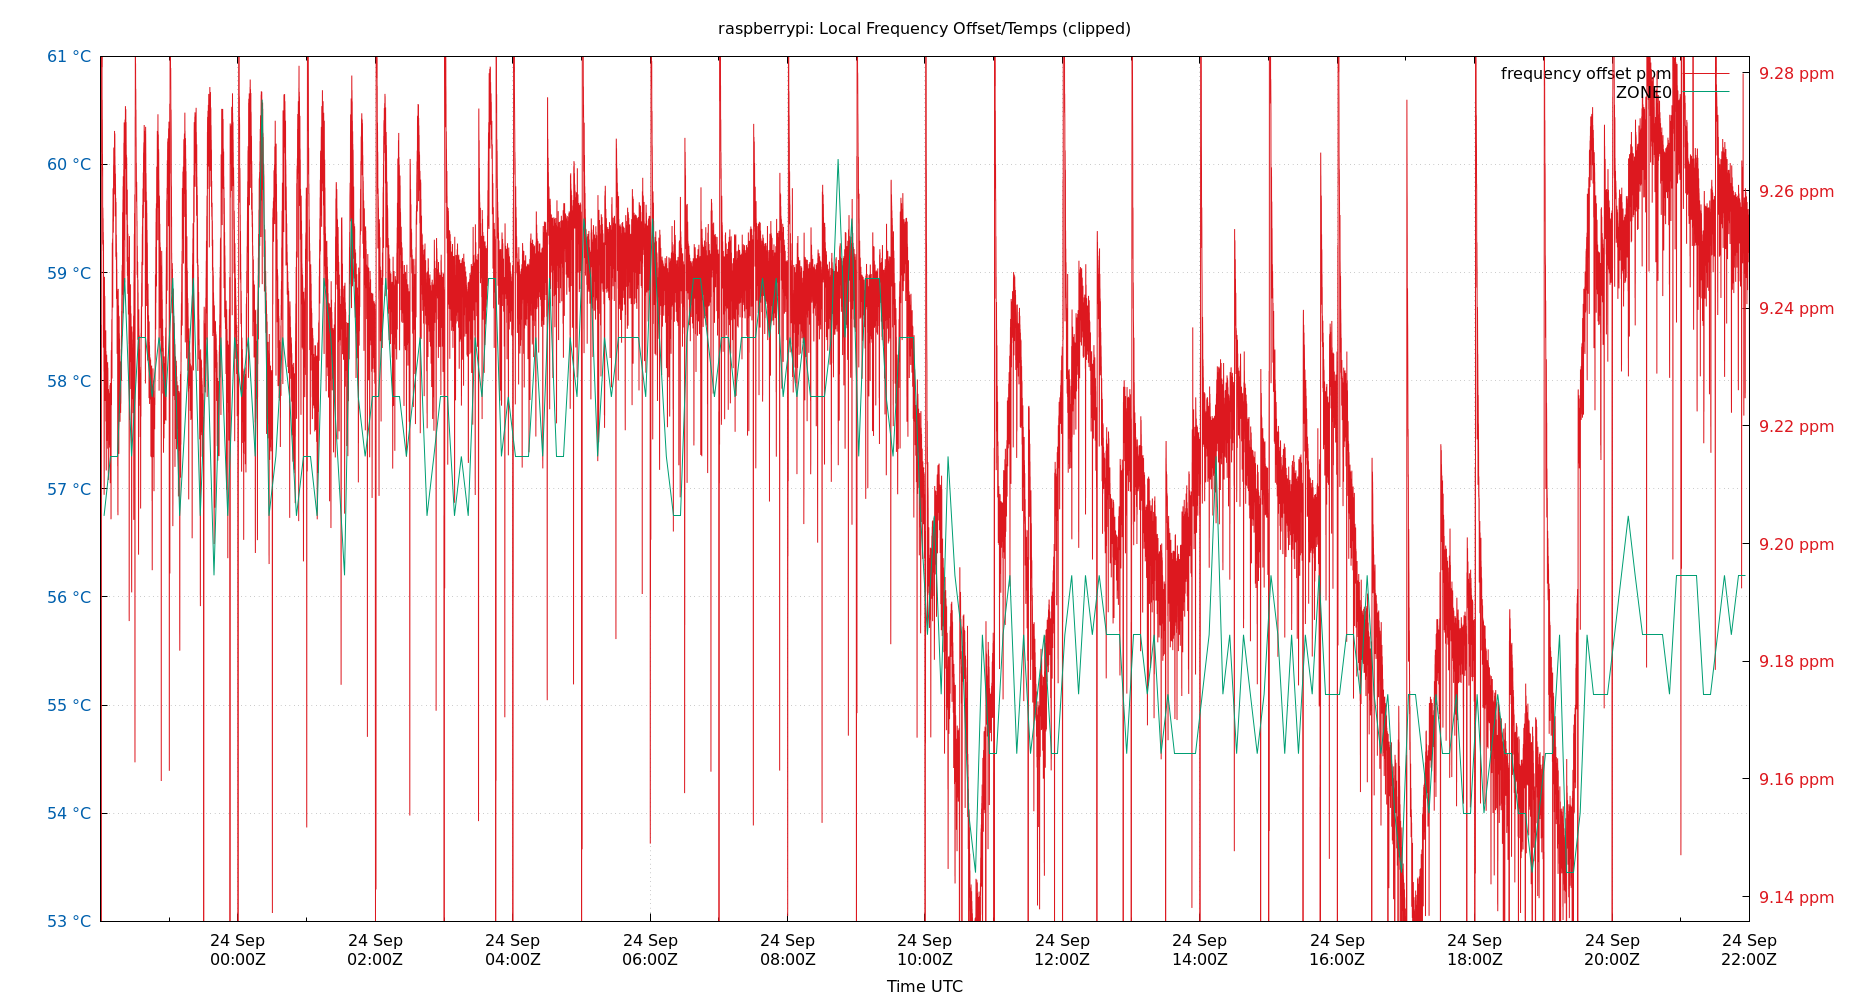 raspberrypi: Local Frequency Offset/Temps (clipped)
61 °C
60 °C
59 °C
58 °C
57 °C
56 °C
55 °C
54 °C
53 °C
frequency offset ppm
ZONE0
9.28 ppm
9.26 ppm
9.24 ppm
9.22 ppm
9.20 ppm
9.18 ppm
9.16 ppm
9.14 ppm
24 Sep
00:00Z
24 Sep
02:00Z
24 Sep
04:00Z
24 Sep
06:00Z
24 Sep
08:00Z
24 Sep
10:00Z
24 Sep
12:00Z
24 Sep
14:00Z
24 Sep
16:00Z
24 Sep
18:00Z
24 Sep
20:00Z
24 Sep
22:00Z
Time UTC